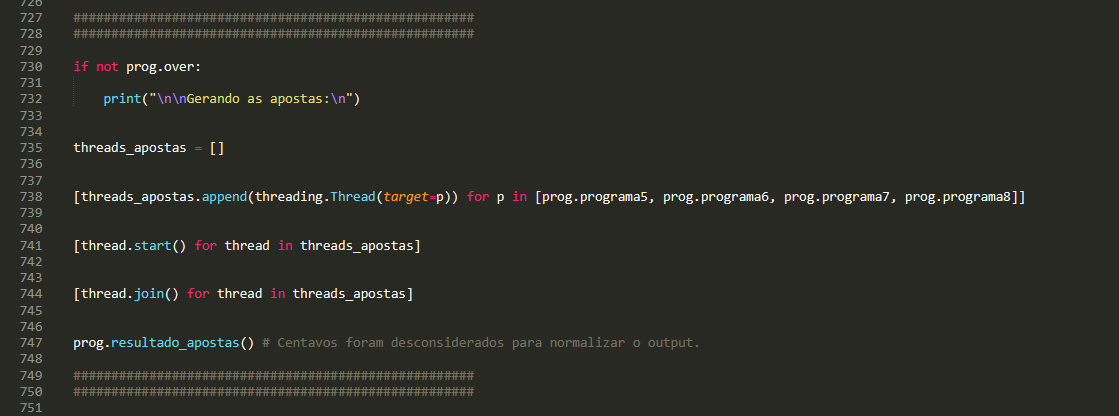 726
727 #####################################################
728 #####################################################
729
730 if not prog.over:
731
732 print("\n\nGerando as apostas:\n")
733
734
735 threads_apostas = []
736
737
738 [threads_apostas.append(threading.Thread(target=p)) for p in [prog.programa5, prog.programa6, prog.programa7, prog.programa8]]
739
740
741 [thread.start() for thread in threads_apostas]
742
743
744 [thread.join() for thread in threads_apostas]
745
746
747 prog.resultado_apostas() # Centavos foram desconsiderados para normalizar o output.
748
749 #####################################################
750 #####################################################
751